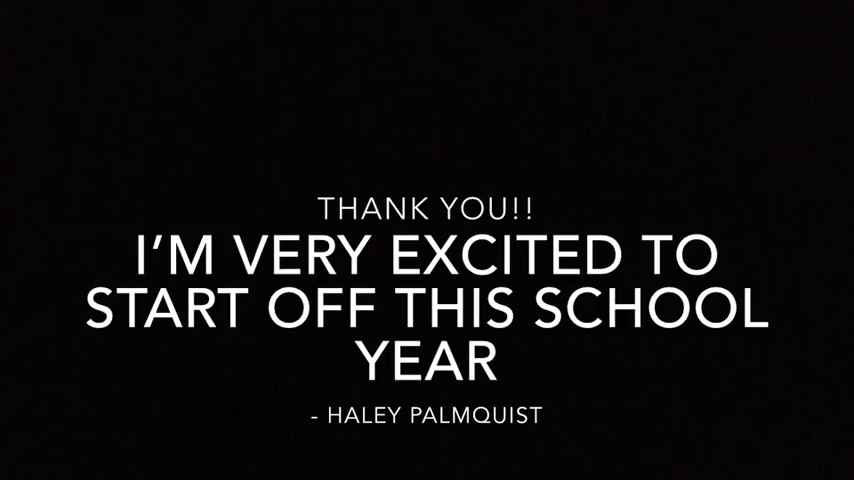 THANK YOU!!
I’M VERY EXCITED TO
START OFF THIS SCHOOL
YEAR
- HALEY PALMQUIST